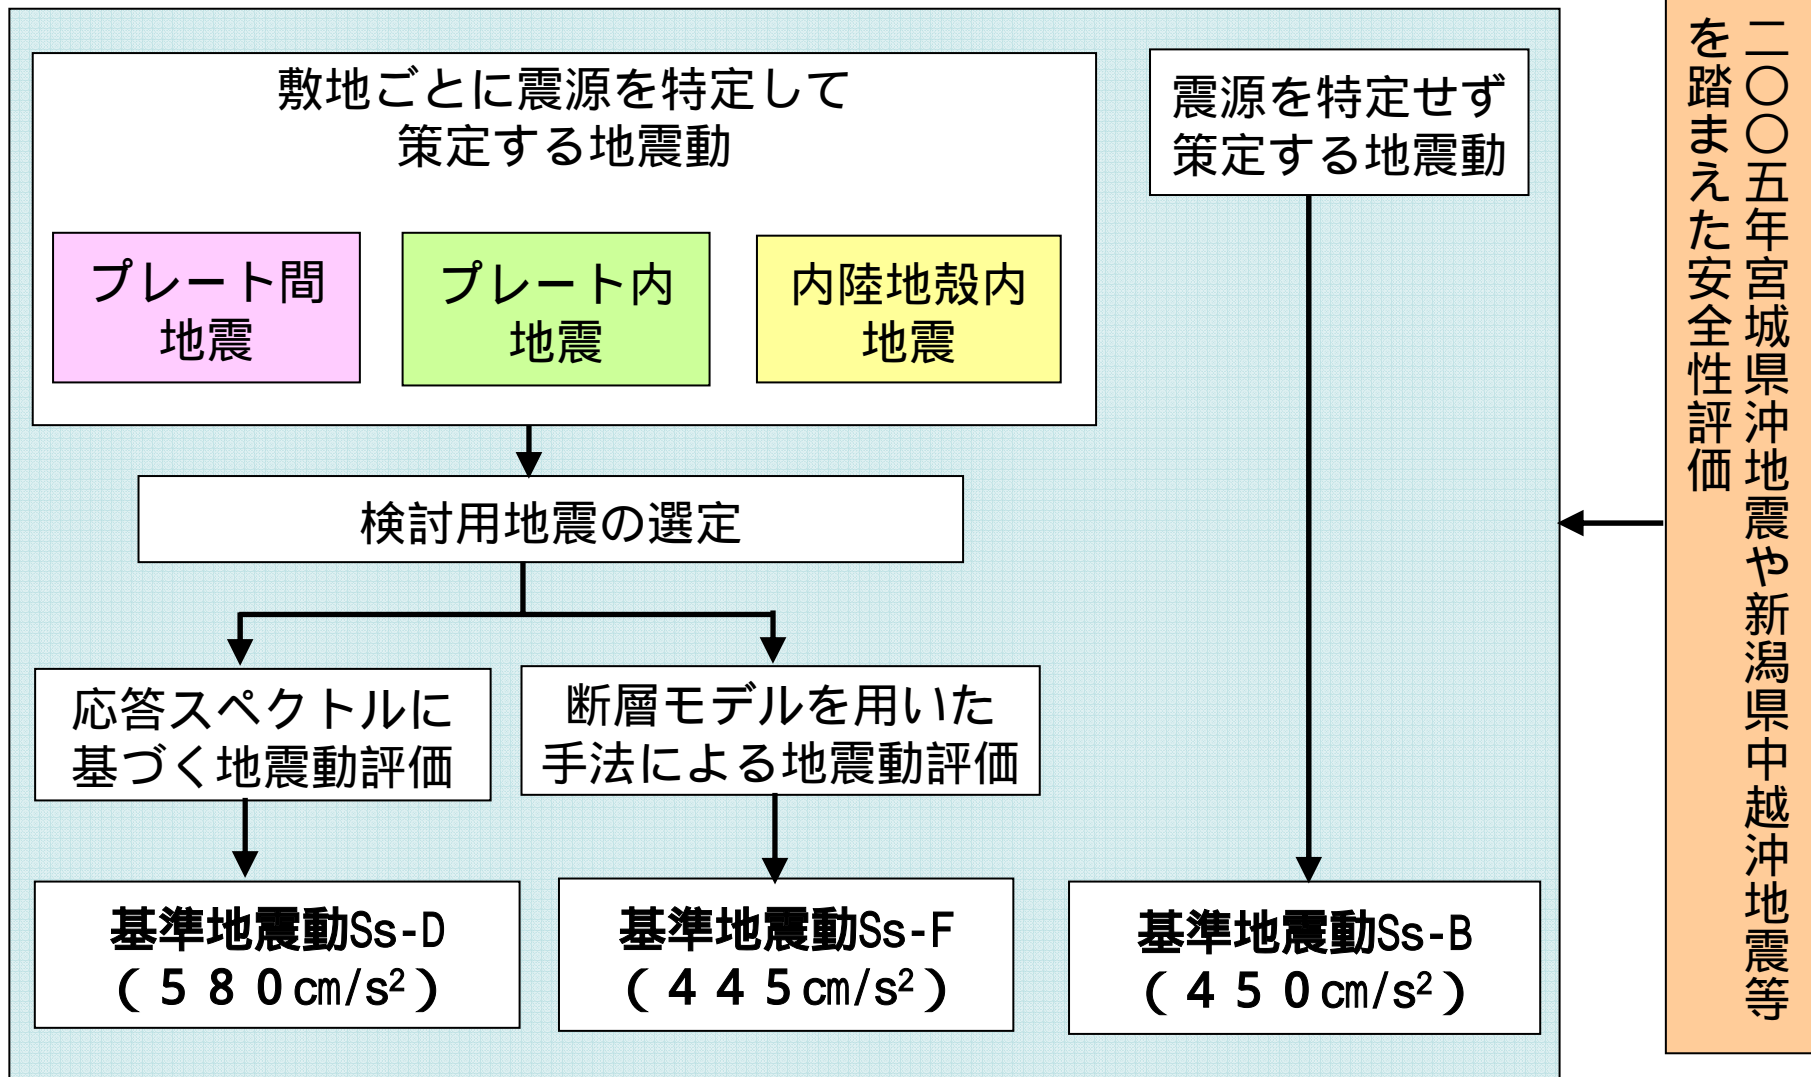 敷地ごとに震源を特定して
策定する地震動
プレート間
地震
プレート内
地震
内陸地殻内
地震
震源を特定せず
策定する地震動
検討用地震の選定
応答スペクトルに
基づく地震動評価
断層モデルを用いた
手法による地震動評価
基準地震動Ss-D
(５８０cm/s²)
基準地震動Ss-F
(４４５cm/s²)
基準地震動Ss-B
(４５０cm/s²)
二〇〇五年宮城県沖地震や新潟県中越沖地震等
を踏まえた安全性評価